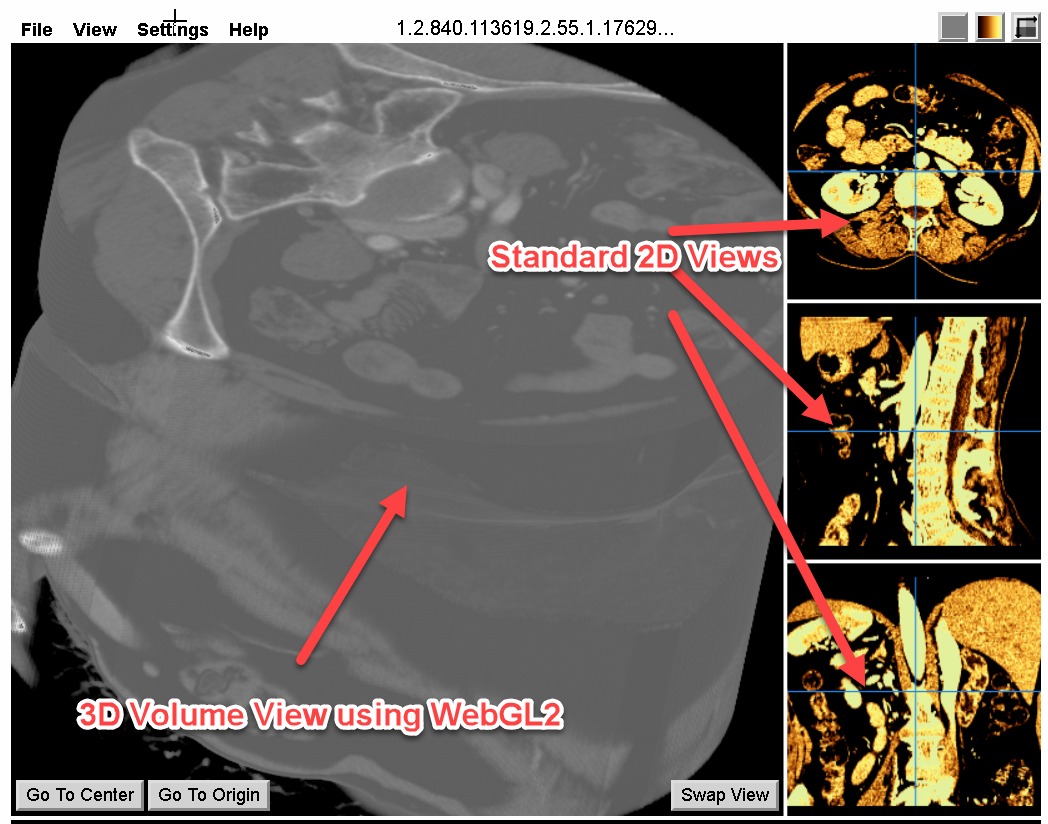 File View Settings Help 1.2.840.113619.2.55.1.17629...
Standard 2D Views
3D Volume View using WebGL2
Go To Center Go To Origin Swap View